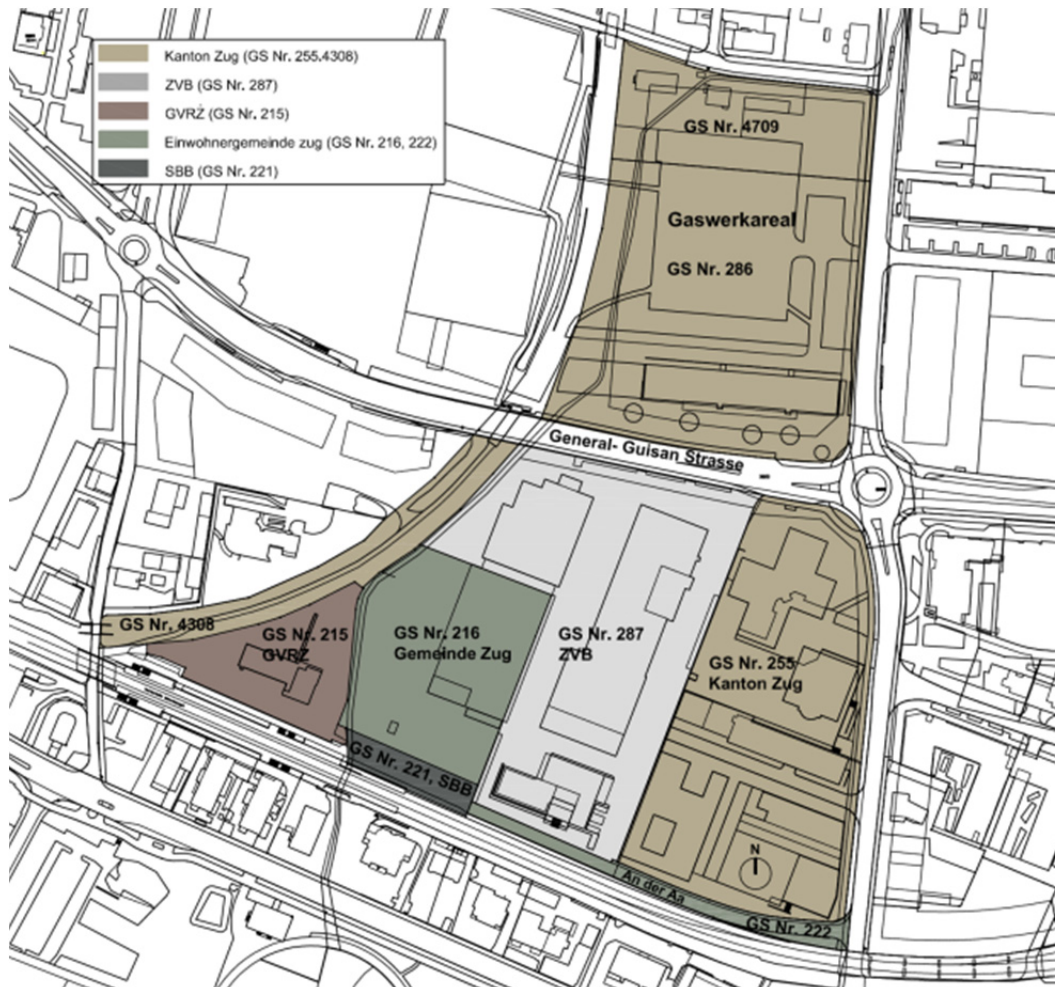 Kanton Zug (GS Nr. 255,4308)
ZVB (GS Nr. 287)
GVRZ (GS Nr. 215)
Einwohnergemeinde zug (GS Nr. 216, 222)
SBB (GS Nr. 221)
GS Nr. 4709
Gaswerkareal
GS Nr. 286
General- Guisan Strasse
GS Nr. 4308
GS Nr. 215
GVRZ
GS Nr. 216
Gemeinde Zug
GS Nr. 287
ZVB
GS Nr. 255
Kanton Zug
GS Nr. 221, SBB
N
An der Aa
GS Nr. 222